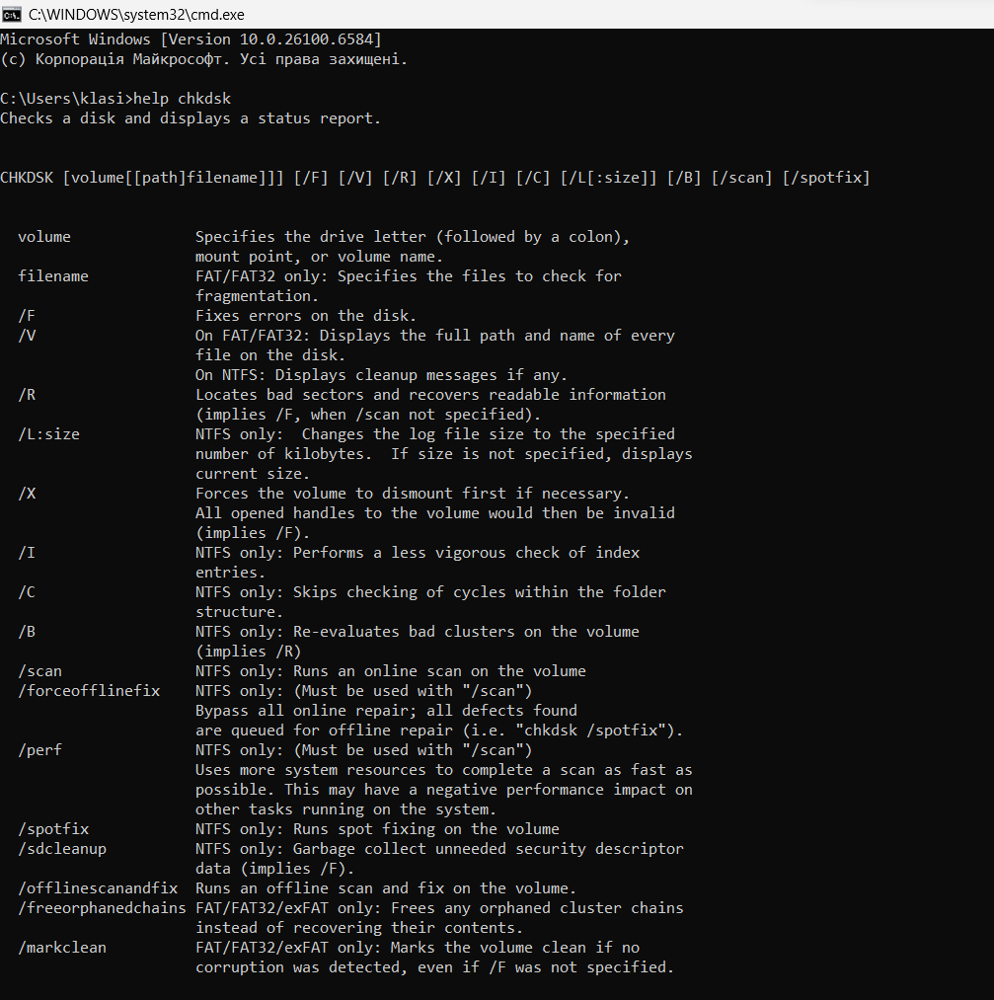 C:\WINDOWS\system32\cmd.exe
Microsoft Windows [Version 10.0.26100.6584]
(c) Корпорація Майкрософт. Усі права захищені.
C:\Users\klasi>help chkdsk
Checks a disk and displays a status report.
CHKDSK [volume[[path]filename]]] [/F] [/V] [/R] [/X] [/I] [/C] [/L[:size]] [/B] [/scan] [/spotfix]
volume Specifies the drive letter (followed by a colon),
mount point, or volume name.
filename FAT/FAT32 only: Specifies the files to check for
fragmentation.
/F Fixes errors on the disk.
/V On FAT/FAT32: Displays the full path and name of every
file on the disk.
On NTFS: Displays cleanup messages if any.
/R Locates bad sectors and recovers readable information
(implies /F, when /scan not specified).
/L:size NTFS only:  Changes the log file size to the specified
number of kilobytes.  If size is not specified, displays
current size.
/X Forces the volume to dismount first if necessary.
All opened handles to the volume would then be invalid
(implies /F).
/I NTFS only: Performs a less vigorous check of index
entries.
/C NTFS only: Skips checking of cycles within the folder
structure.
/B NTFS only: Re-evaluates bad clusters on the volume
(implies /R)
/scan NTFS only: Runs an online scan on the volume
/forceofflinefix NTFS only: (Must be used with "/scan")
Bypass all online repair; all defects found
are queued for offline repair (i.e. "chkdsk /spotfix").
/perf NTFS only: (Must be used with "/scan")
Uses more system resources to complete a scan as fast as
possible. This may have a negative performance impact on
other tasks running on the system.
/spotfix NTFS only: Runs spot fixing on the volume
/sdcleanup NTFS only: Garbage collect unneeded security descriptor
data (implies /F).
/offlinescanandfix Runs an offline scan and fix on the volume.
/freeorphanedchains FAT/FAT32/exFAT only: Frees any orphaned cluster chains
instead of recovering their contents.
/markclean FAT/FAT32/exFAT only: Marks the volume clean if no
corruption was detected, even if /F was not specified.